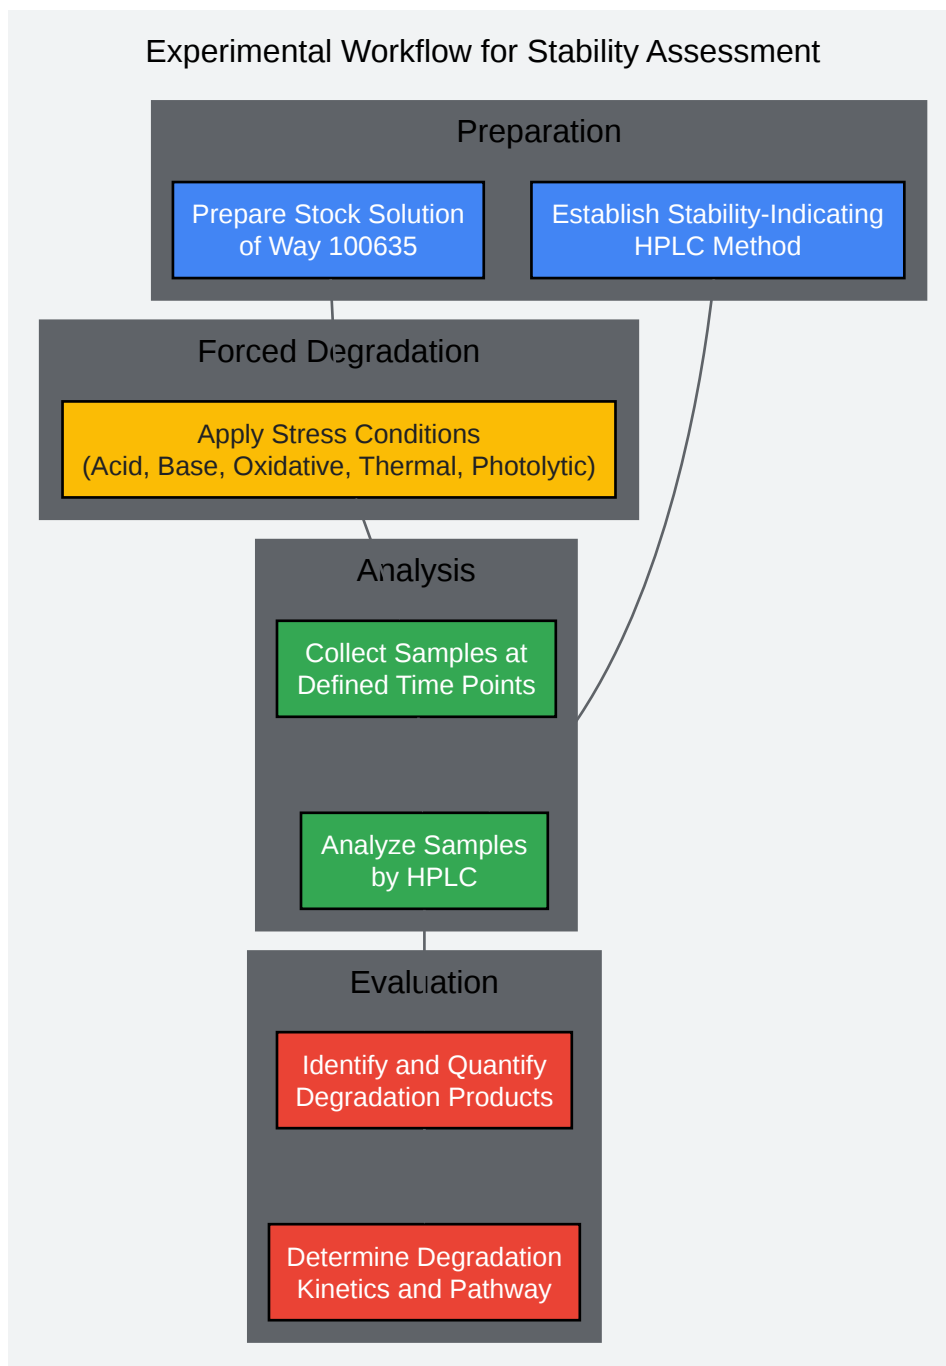 Experimental Workflow for Stability Assessment
Preparation
Prepare Stock Solution
of Way 100635
Establish Stability-Indicating
HPLC Method
Forced Degradation
Apply Stress Conditions
(Acid, Base, Oxidative, Thermal, Photolytic)
Analysis
Collect Samples at
Defined Time Points
Analyze Samples
by HPLC
Evaluation
Identify and Quantify
Degradation Products
Determine Degradation
Kinetics and Pathway